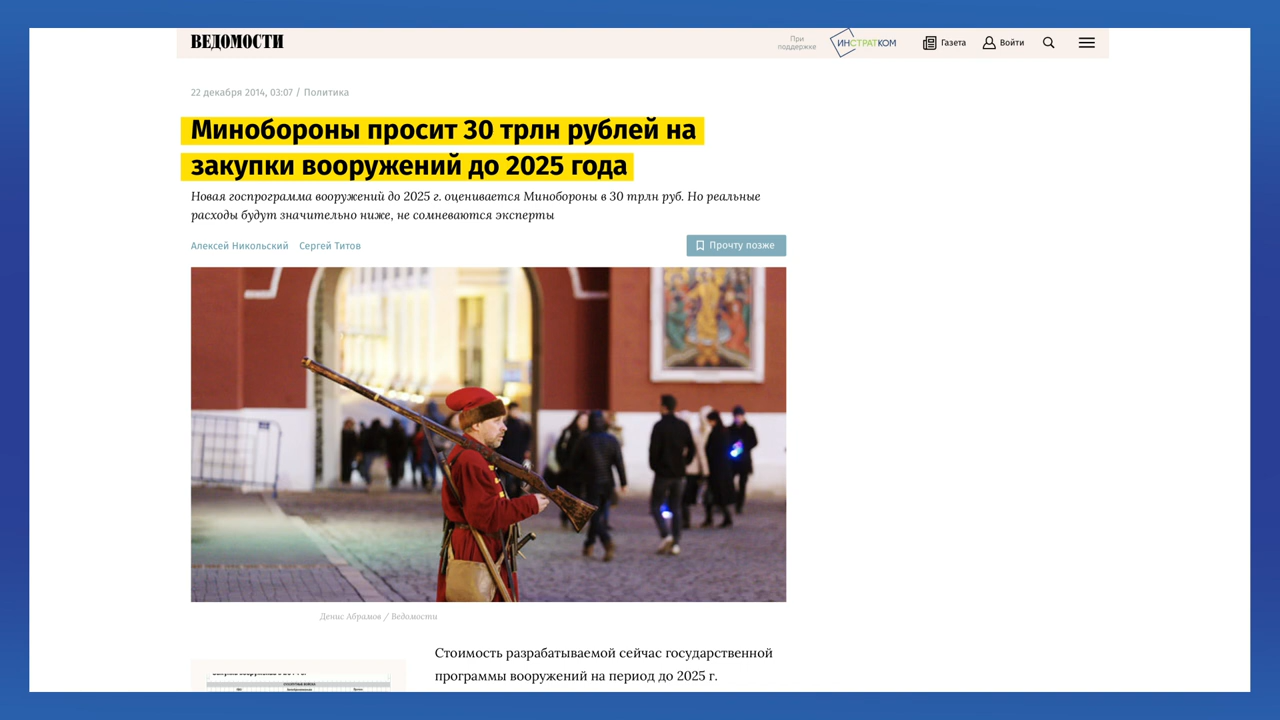 ВЕДОМОСТИ
При
поддержке
ИНСТРАТКОМ
Газета
Войти
22 декабря 2014, 03:07 / Политика
Минобороны просит 30 трлн рублей на
закупки вооружений до 2025 года
Новая госпрограмма вооружений до 2025 г. оценивается Минобороны в 30 трлн руб. Но реальные
расходы будут значительно ниже, не сомневаются эксперты
Алексей Никольский Сергей Титов
Прочту позже
Денис Абрамов / Ведомости
Стоимость разрабатываемой сейчас государственной
программы вооружений на период до 2025 г.